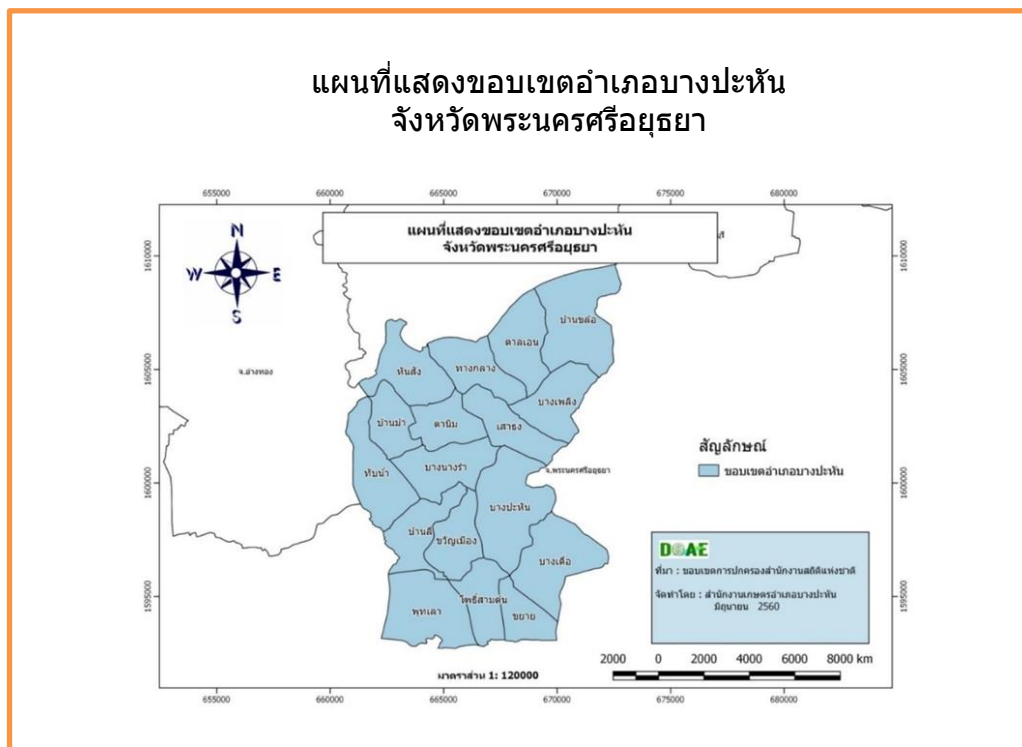 แผนที่แสดงขอบเขตอำเภอบางปะหัน
จังหวัดพระนครศรีอยุธยา
655000 660000 665000 670000 675000 680000
แผนที่แสดงขอบเขตอำเภอบางปะหัน
จังหวัดพระนครศรีอยุธยา
N
W E
S
1610000 1610000
บ้านขล้อ
ตาลเอน
1605000 1605000
จ.อ่างทอง
หันสัง
ทางกลาง
บางเพลิง
บ้านม้า
ตานิม
เสาธง
สัญลักษณ์
ขอบเขตอำเภอบางปะหัน
ทับน้ำ
บางนางร้า
จ.พระนครศรีอยุธยา
1600000 1600000
บางปะหัน
บ้านลี่
ขวัญเมือง
บางเดื่อ
DOAE
ที่มา : ขอบเขตการปกครองสำนักงานสถิติแห่งชาติ
จัดทำโดย : สำนักงานเกษตรอำเภอบางปะหัน
มิถุนายน 2560
1595000 1595000
พุทเลา
โพธิ์สามต้น
ขยาย
2000 0 2000 4000 6000 8000 km
มาตราส่วน 1: 120000
655000 660000 665000 670000 675000 680000